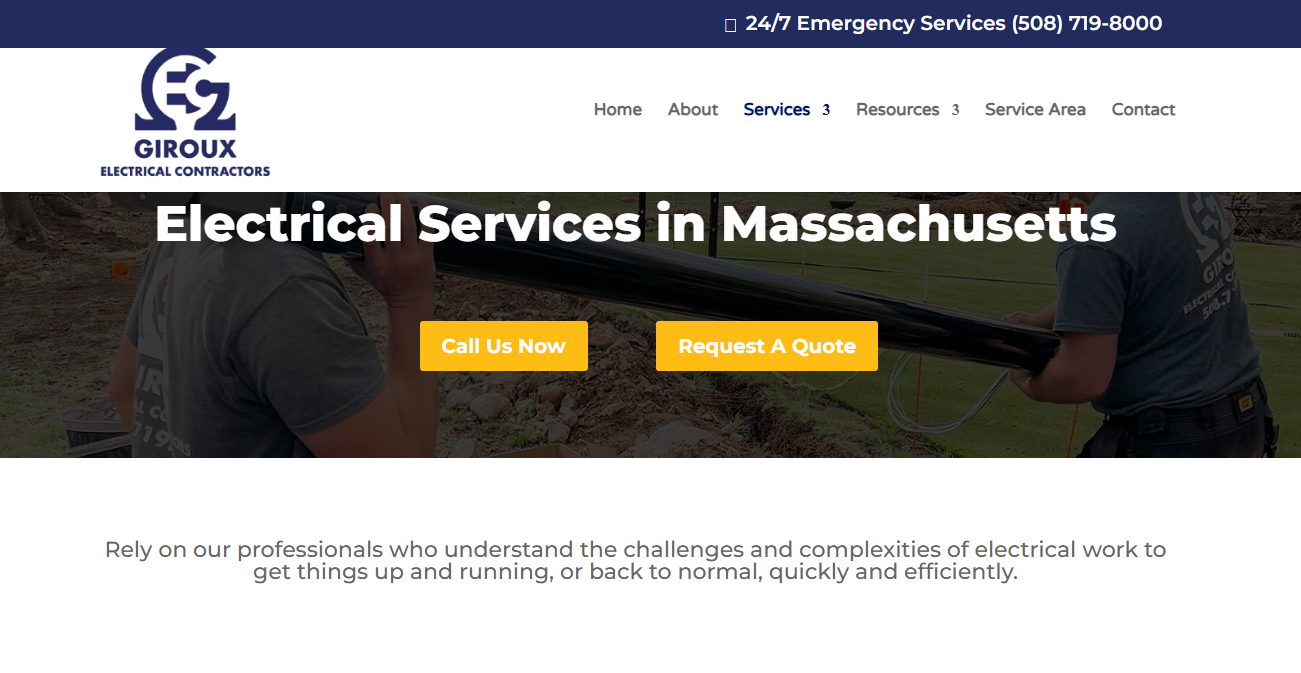 24/7 Emergency Services (508) 719-8000
GIROUX
ELECTRICAL CONTRACTORS
Home About Services 3 Resources 3 Service Area Contact
Electrical Services in Massachusetts
Call Us Now Request A Quote
Rely on our professionals who understand the challenges and complexities of electrical work to
get things up and running, or back to normal, quickly and efficiently.